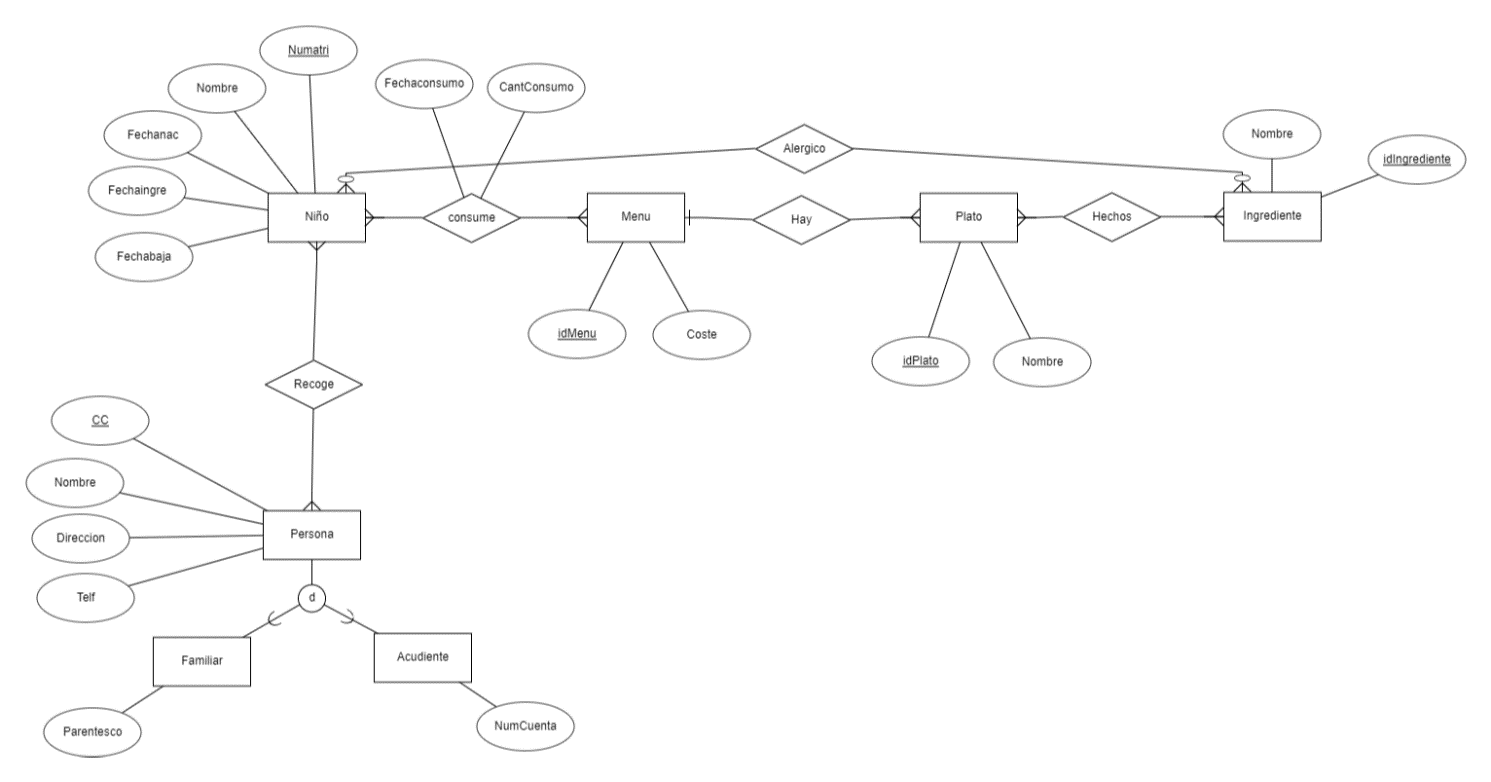 Numatri
Nombre
Fechaconsumo
CantConsumo
Fechanac
Nombre
Alergico
idIngrediente
Fechaingre
Niño
consume
Menu
Hay
Plato
Hechos
Ingrediente
Fechabaja
idMenu
Coste
idPlato
Nombre
Recoge
CC
Nombre
Persona
Direccion
Telf
d
Familiar
Acudiente
Parentesco
NumCuenta